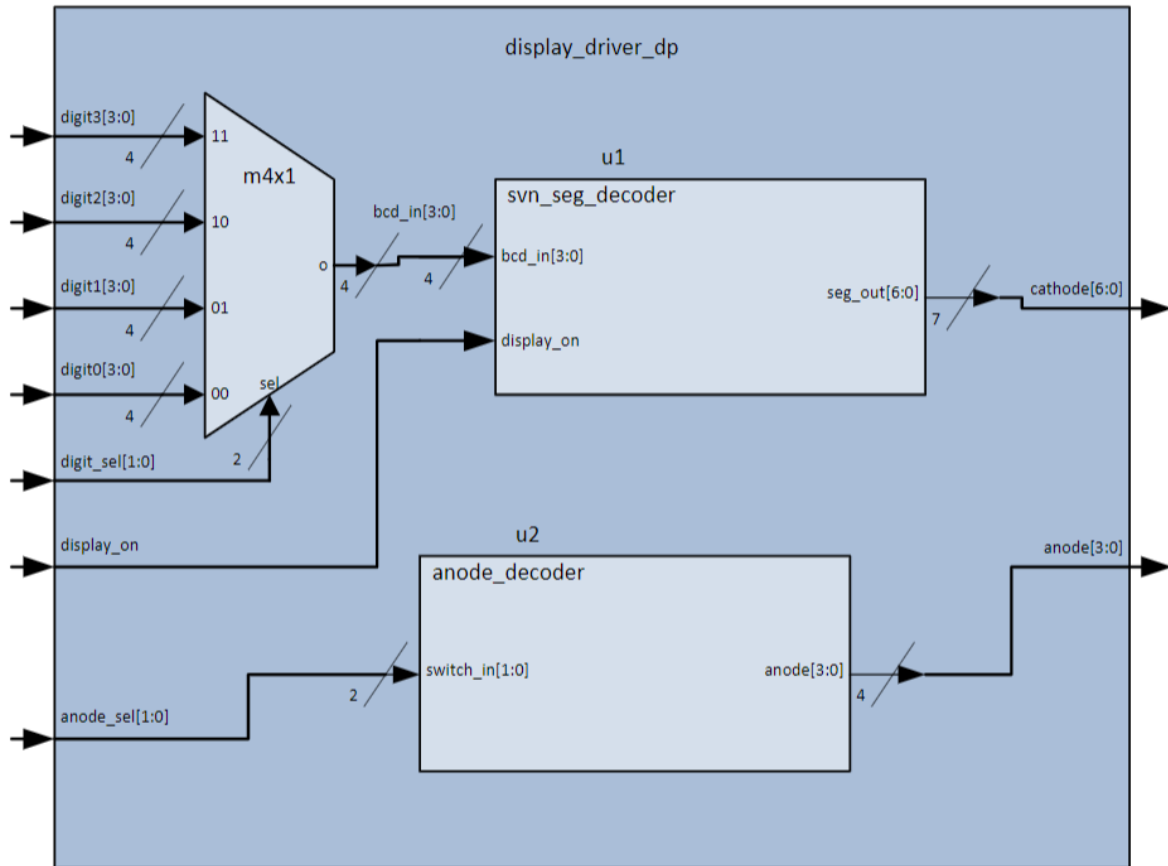 display_driver_dp
digit3[3:0]
4
11
m4x1
digit2[3:0]
4
10
digit1[3:0]
4
01
digit0[3:0]
4
00
sel
o
2
digit_sel[1:0]
display_on
bcd_in[3:0]
4
4
u1
svn_seg_decoder
bcd_in[3:0]
display_on
seg_out[6:0]
7
cathode[6:0]
u2
anode_decoder
switch_in[1:0]
2
anode[3:0]
4
anode[3:0]
anode_sel[1:0]